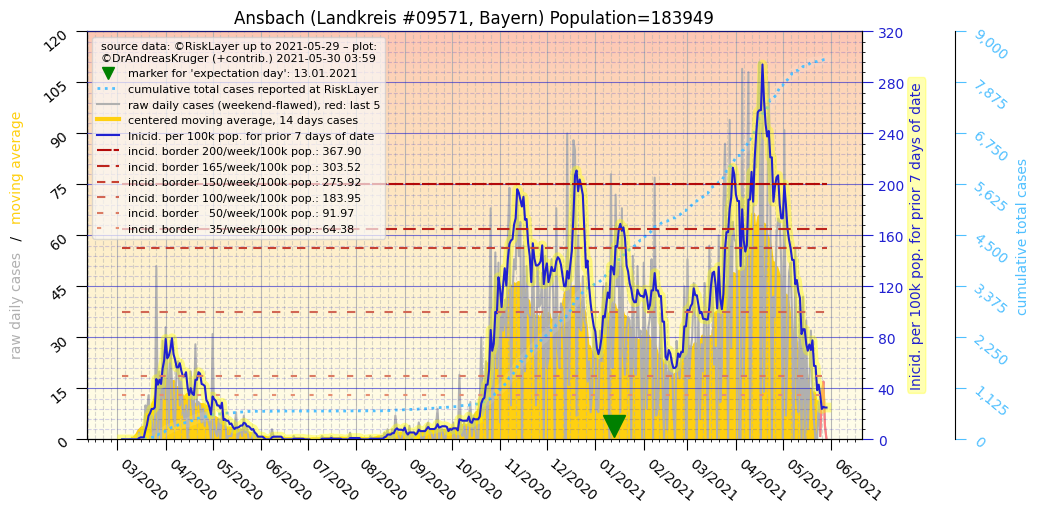 Ansbach (Landkreis #09571, Bayern) Population=183949
source data: ©RiskLayer up to 2021-05-29 – plot:
©DrAndreasKruger (+contrib.) 2021-05-30 03:59
marker for 'expectation day': 13.01.2021
cumulative total cases reported at RiskLayer
raw daily cases (weekend-flawed), red: last 5
centered moving average, 14 days cases
Inicid. per 100k pop. for prior 7 days of date
incid. border 200/week/100k pop.: 367.90
incid. border 165/week/100k pop.: 303.52
incid. border 150/week/100k pop.: 275.92
incid. border 100/week/100k pop.: 183.95
incid. border 50/week/100k pop.: 91.97
incid. border 35/week/100k pop.: 64.38
raw daily cases / moving average
120
105
90
75
60
45
30
15
0
320
280
240
200
160
120
80
40
0
Inicid. per 100k pop. for prior 7 days of date
9,000
7,875
6,750
5,625
4,500
3,375
2,250
1,125
0
cumulative total cases
03/2020
04/2020
05/2020
06/2020
07/2020
08/2020
09/2020
10/2020
11/2020
12/2020
01/2021
02/2021
03/2021
04/2021
05/2021
06/2021